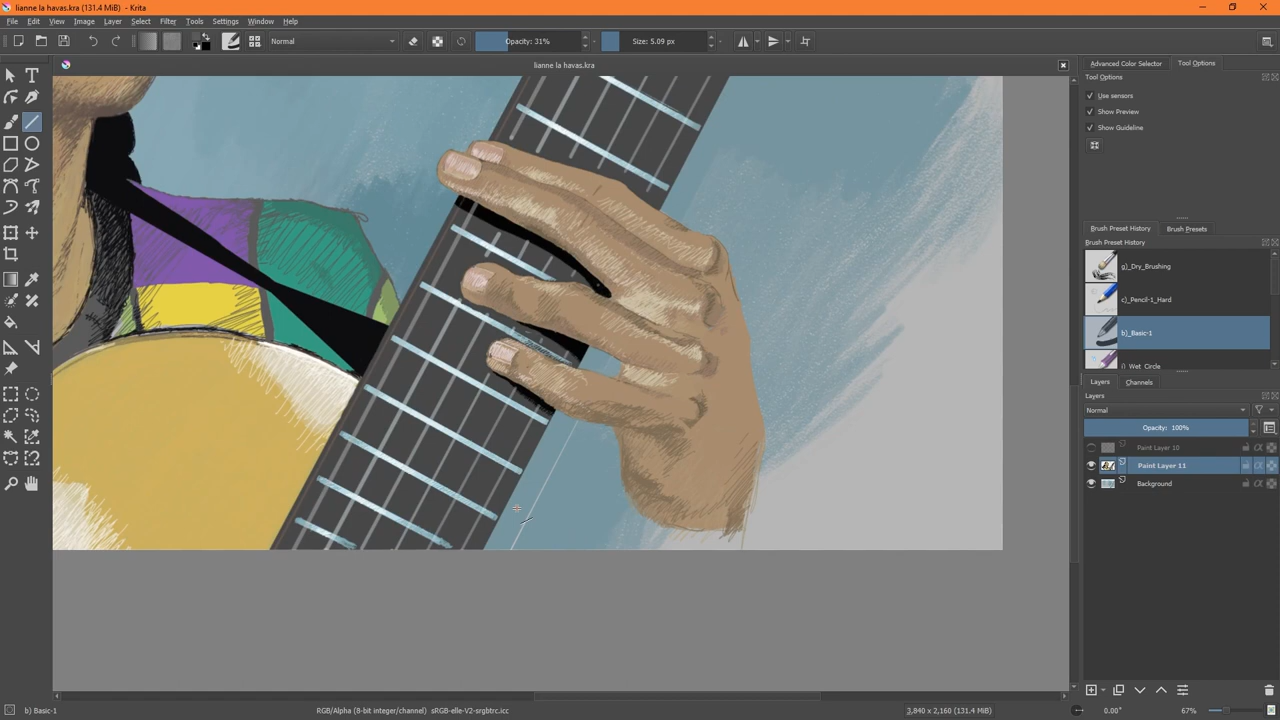 lianne la havas.kra (131.4 MiB) - Krita
File Edit View Image Layer Select Filter Tools Settings Window Help
Normal
Opacity: 31%
Size: 5.09 px
lianne la havas.kra
Advanced Color Selector
Tool Options
Tool Options
Use sensors
Show Preview
Show Guideline
Brush Preset History
Brush Presets
Brush Preset History
g)_Dry_Brushing
c)_Pencil-1_Hard
b)_Basic-1
i)_Wet_Circle
Layers
Channels
Layers
Normal
Opacity: 100%
Paint Layer 10
Paint Layer 11
Background
b) Basic-1
RGB/Alpha (8-bit integer/channel) sRGB-elle-V2-srgbtrc.icc
3,840 x 2,160 (131.4 MiB)
0.00°
67%